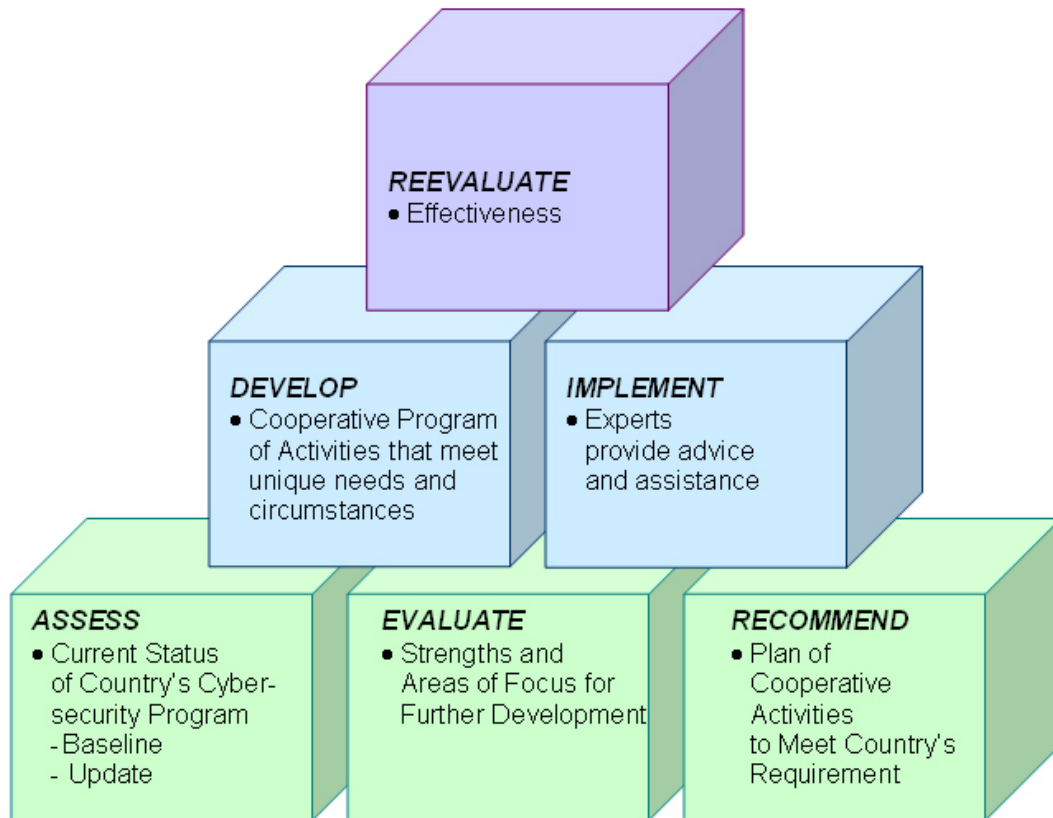 REEVALUATE
• Effectiveness
DEVELOP
• Cooperative Program
of Activities that meet
unique needs and
circumstances
IMPLEMENT
• Experts
provide advice
and assistance
ASSESS
• Current Status
of Country's Cyber-
security Program
-Baseline
- Update
EVALUATE
• Strengths and
Areas of Focus for
Further Development
RECOMMEND
• Plan of
Cooperative
Activities
to Meet Country's
Requirement